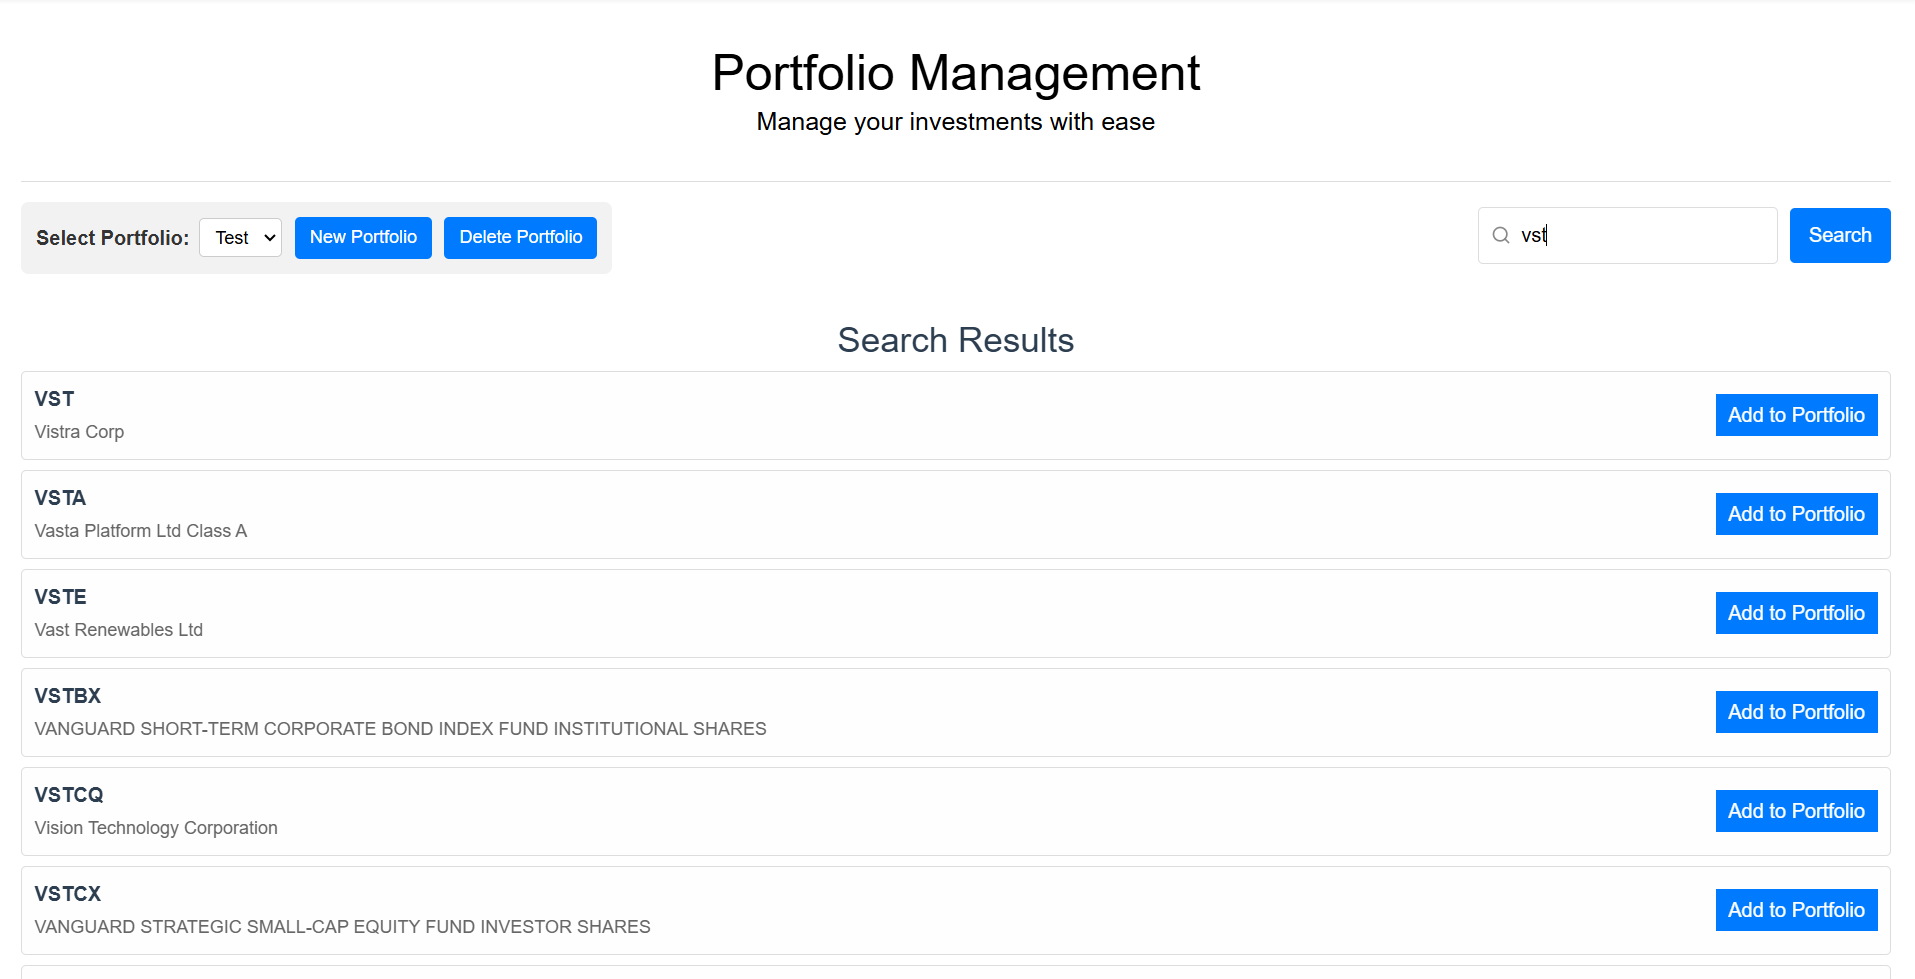 Portfolio Management
Manage your investments with ease
Select Portfolio: Test New Portfolio Delete Portfolio vst Search
Search Results
VST
Vistra Corp
Add to Portfolio
VSTA
Vasta Platform Ltd Class A
Add to Portfolio
VSTE
Vast Renewables Ltd
Add to Portfolio
VSTBX
VANGUARD SHORT-TERM CORPORATE BOND INDEX FUND INSTITUTIONAL SHARES
Add to Portfolio
VSTCQ
Vision Technology Corporation
Add to Portfolio
VSTCX
VANGUARD STRATEGIC SMALL-CAP EQUITY FUND INVESTOR SHARES
Add to Portfolio